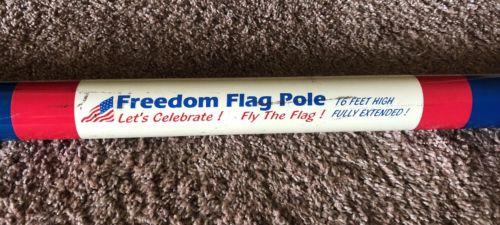 Freedom Flag Pole 16 FEET HIGH
Let's Celebrate ! Fly The Flag ! FULLY EXTENDED !